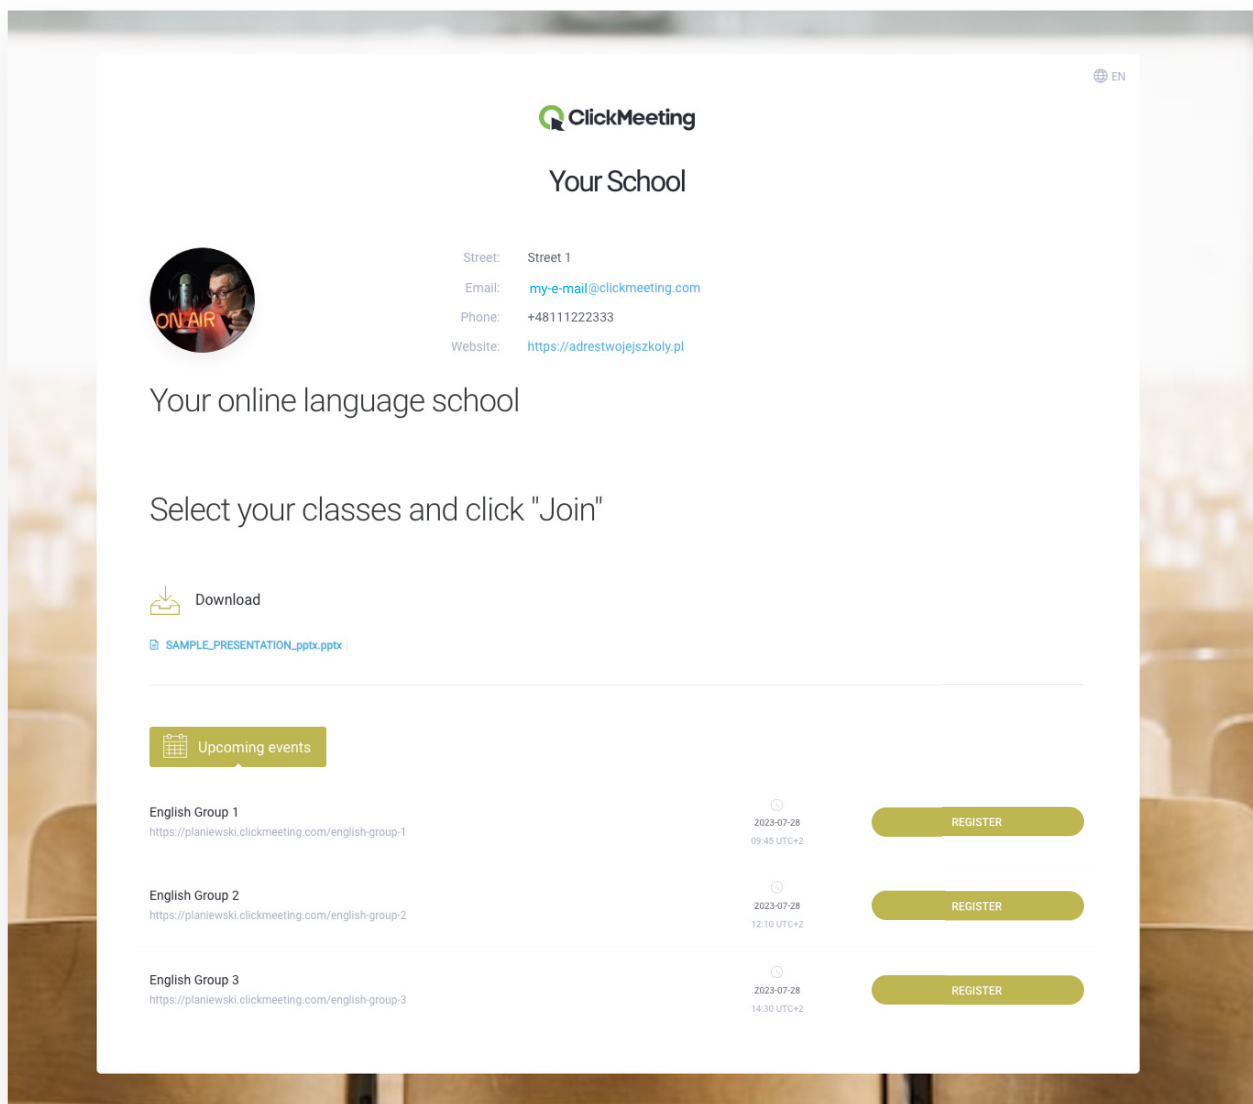 EN
ClickMeeting
Your School
ON AIR
Street: Street 1
Email: my-e-mail@clickmeeting.com
Phone: +48111222333
Website: https://adrestwojejszkoly.pl
Your online language school
Select your classes and click "Join"
Download
SAMPLE_PRESENTATION_pptx.pptx
Upcoming events
English Group 1
https://planiewski.clickmeeting.com/english-group-1
2023-07-28
09:45 UTC+2
REGISTER
English Group 2
https://planiewski.clickmeeting.com/english-group-2
2023-07-28
12:10 UTC+2
REGISTER
English Group 3
https://planiewski.clickmeeting.com/english-group-3
2023-07-28
14:30 UTC+2
REGISTER